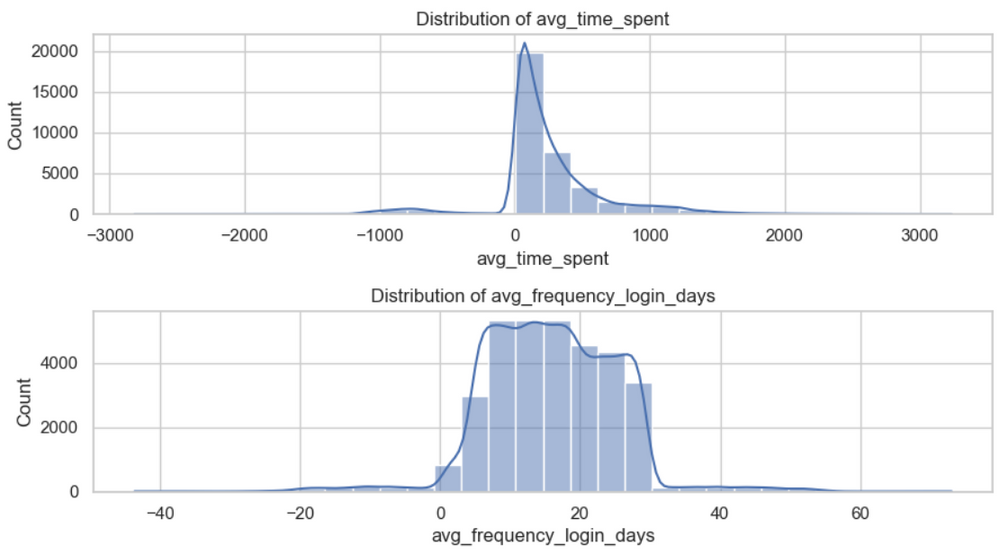 Distribution of avg_time_spent
20000
15000
10000
5000
0
Count
−3000 −2000 −1000 0 1000 2000 3000
avg_time_spent
Distribution of avg_frequency_login_days
4000
2000
0
Count
−40 −20 0 20 40 60
avg_frequency_login_days